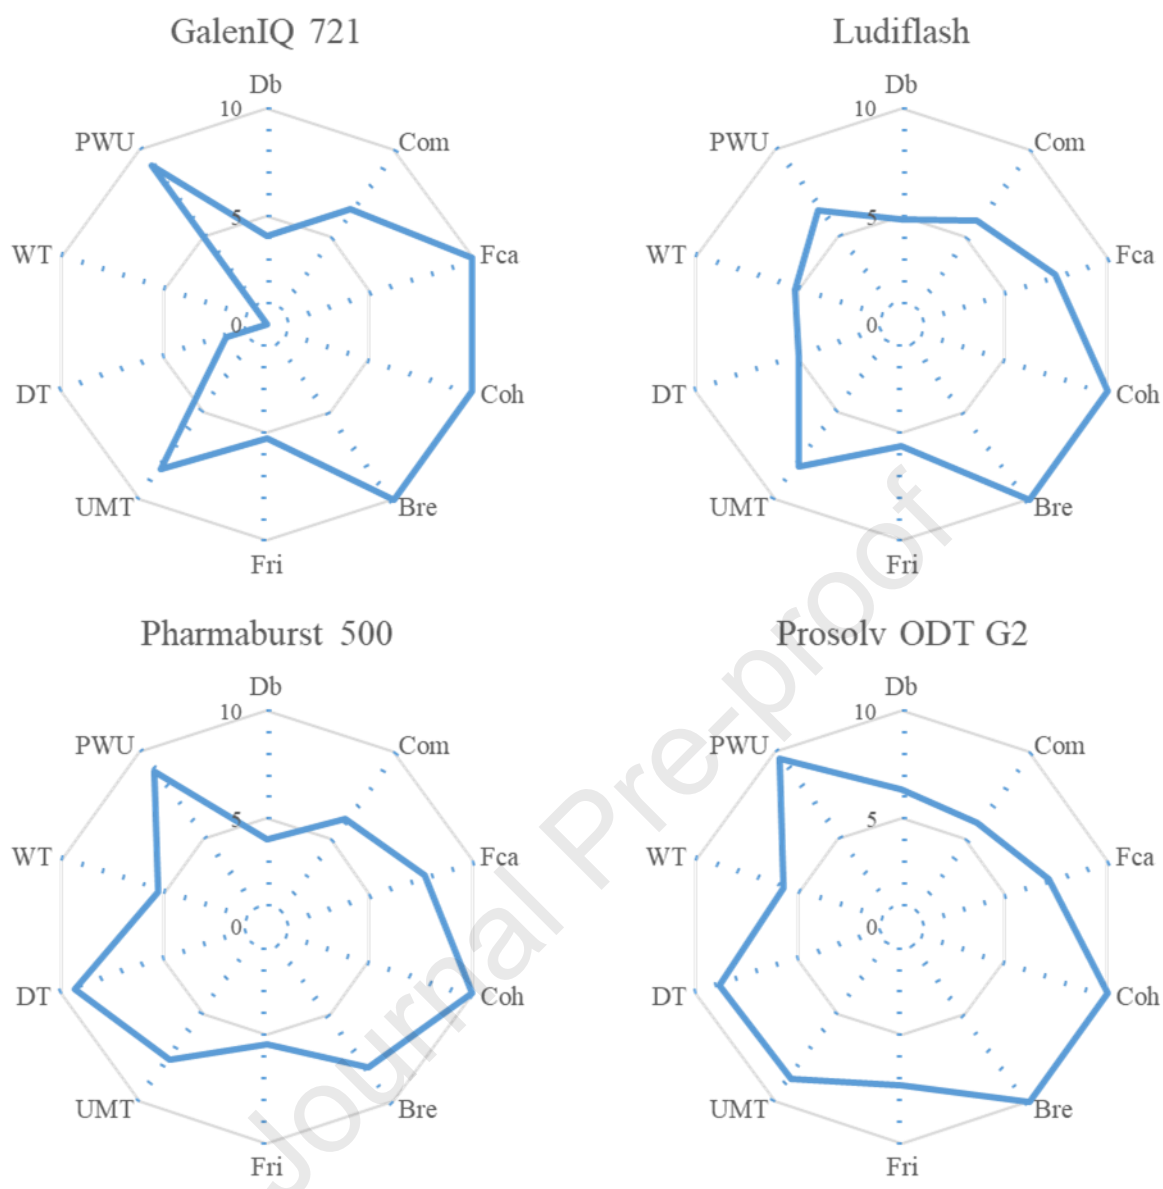 GalenIQ 721
Db
10
PWU
Com
5
WT
Fca
0
DT
Coh
UMT
Bre
Fri
Ludiflash
Db
10
PWU
Com
5
WT
Fca
0
DT
Coh
UMT
Bre
Fri
Pharmaburst 500
Db
10
PWU
Com
5
WT
Fca
0
DT
Coh
UMT
Bre
Fri
Prosolv ODT G2
Db
10
PWU
Com
5
WT
Fca
0
DT
Coh
UMT
Bre
Fri
Journal Pre-proof